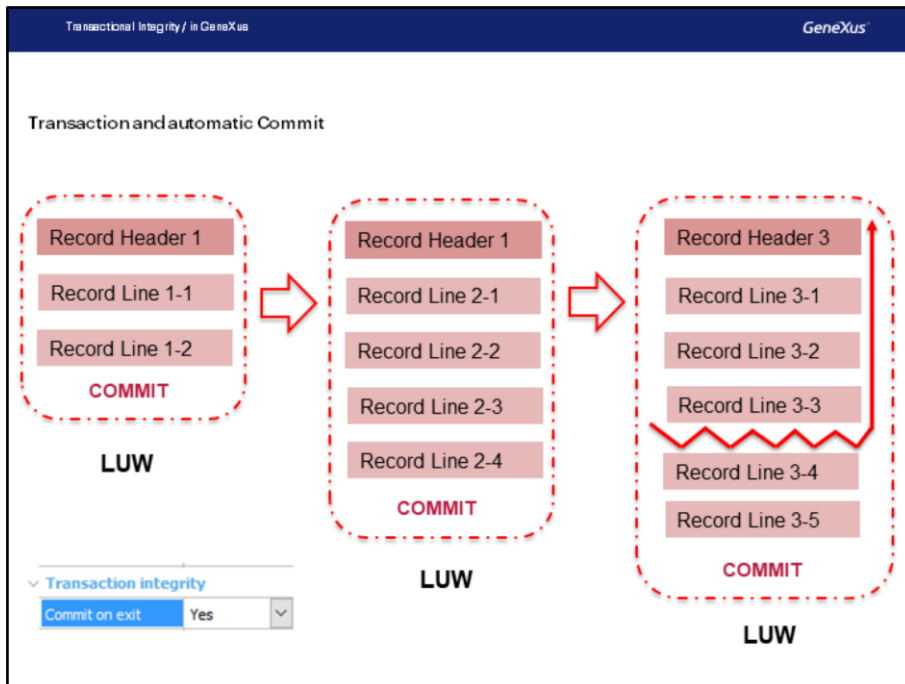 Transactional Integrity / in GeneXus
GeneXus
Transaction and automatic Commit
Record Header 1
Record Line 1-1
Record Line 1-2
COMMIT
LUW
Record Header 1
Record Line 2-1
Record Line 2-2
Record Line 2-3
Record Line 2-4
COMMIT
LUW
Record Header 3
Record Line 3-1
Record Line 3-2
Record Line 3-3
Record Line 3-4
Record Line 3-5
COMMIT
LUW
Transaction integrity
Commit on exit Yes